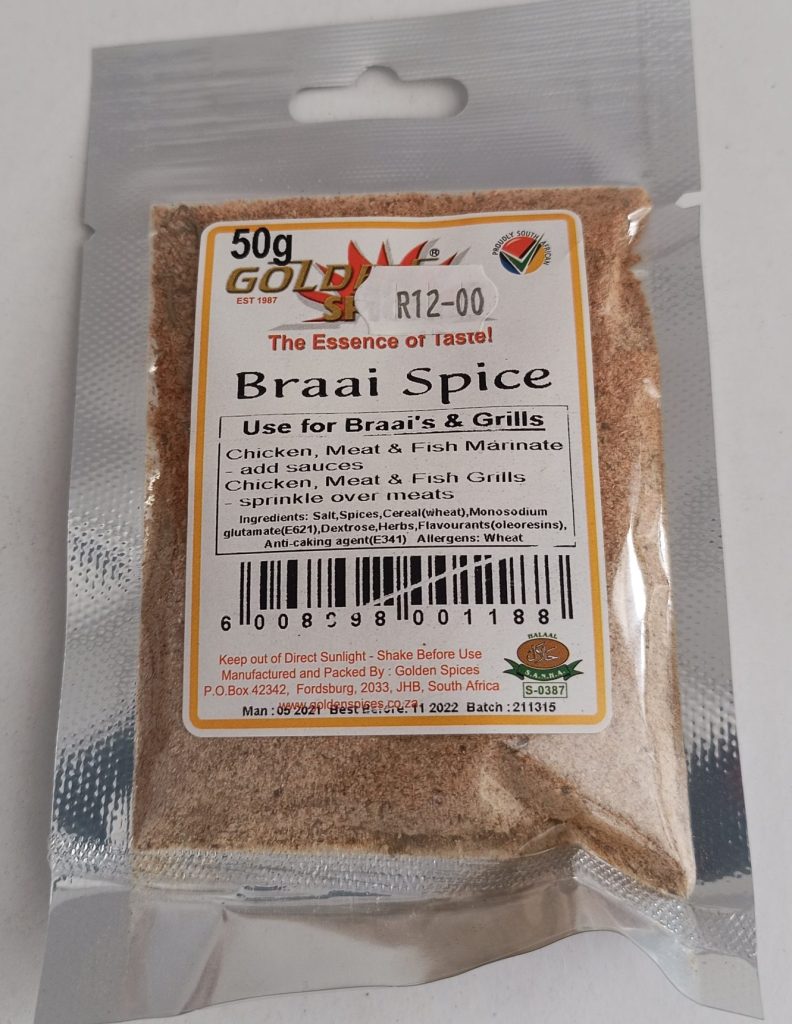 50g
PROUDLY SOUTH AFRICAN
GOLD
EST 1987
R12-00
The Essence of Taste!
Braai Spice
Use for Braai's & Grills
Chicken, Meat & Fish Marinate
- add sauces
Chicken, Meat & Fish Grills
- sprinkle over meats
Ingredients: Salt,Spices,Cereal(wheat),Monosodium
glutamate(E621),Dextrose,Herbs,Flavourants(oleoresins),
Anti-caking agent(E341) Allergens: Wheat
6 008998 001188
HALAAL
S.A.N.H.A.
S-0387
Keep out of Direct Sunlight - Shake Before Use
Manufactured and Packed By : Golden Spices
P.O.Box 42342, Fordsburg, 2033, JHB, South Africa
www.goldenspices.co.za
Man : 05 2021 Best Before: 11 2022 Batch : 211315